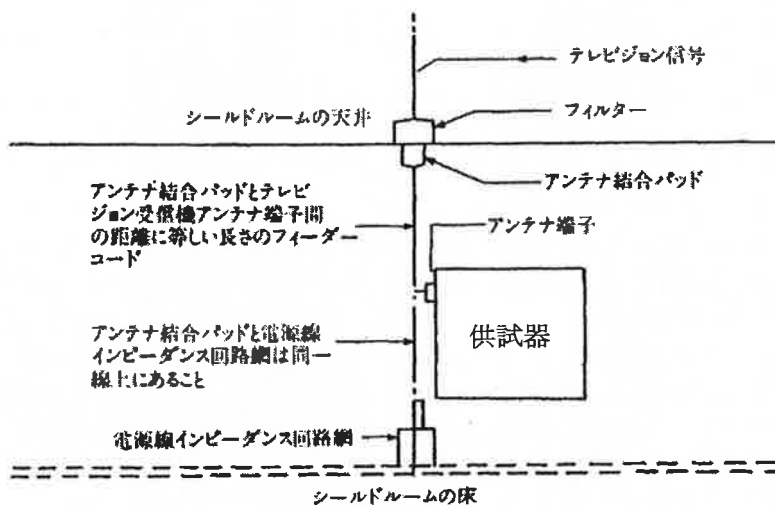 テレビジョン信号
シールドルームの天井
フィルター
アンテナ結合パッド
アンテナ結合パッドとテレビ
ジョン受信機アンテナ端子間
の距離に等しい長さのフィーダー
コード
アンテナ端子
供試器
アンテナ結合パッドと電源線
インピーダンス回路網は同一
線上にあること
電源線インピーダンス回路網
シールドルームの床